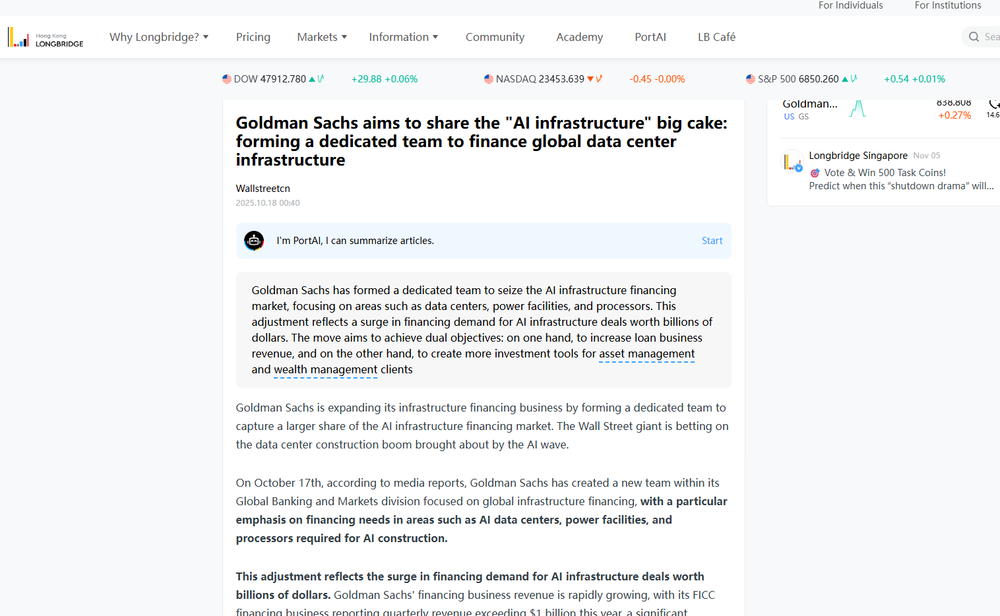 For Individuals For Institutions
Hong Kong
LONGBRIDGE
Why Longbridge? Pricing Markets Information Community Academy PortAI LB Café Sea
DOW 47912.780 +29.88 +0.06% NASDAQ 23453.639 -0.45 -0.00% S&P 500 6850.260 +0.54 +0.01%
Goldman Sachs aims to share the "AI infrastructure" big cake:
forming a dedicated team to finance global data center
infrastructure
Wallstreetcn
2025.10.18 00:40
I'm PortAI, I can summarize articles. Start
Goldman Sachs has formed a dedicated team to seize the AI infrastructure financing
market, focusing on areas such as data centers, power facilities, and processors. This
adjustment reflects a surge in financing demand for AI infrastructure deals worth billions of
dollars. The move aims to achieve dual objectives: on one hand, to increase loan business
revenue, and on the other hand, to create more investment tools for asset management
and wealth management clients
Goldman Sachs is expanding its infrastructure financing business by forming a dedicated team to
capture a larger share of the AI infrastructure financing market. The Wall Street giant is betting on
the data center construction boom brought about by the AI wave.
On October 17th, according to media reports, Goldman Sachs has created a new team within its
Global Banking and Markets division focused on global infrastructure financing, with a particular
emphasis on financing needs in areas such as AI data centers, power facilities, and
processors required for AI construction.
This adjustment reflects the surge in financing demand for AI infrastructure deals worth
billions of dollars. Goldman Sachs' financing business revenue is rapidly growing, with its FICC
financing business reporting quarterly revenue exceeding $1 billion this year, a significant
Goldman... 838.808
US GS +0.27% 14.6
Longbridge Singapore Nov 05
Vote & Win 500 Task Coins!
Predict when this “shutdown drama” will...